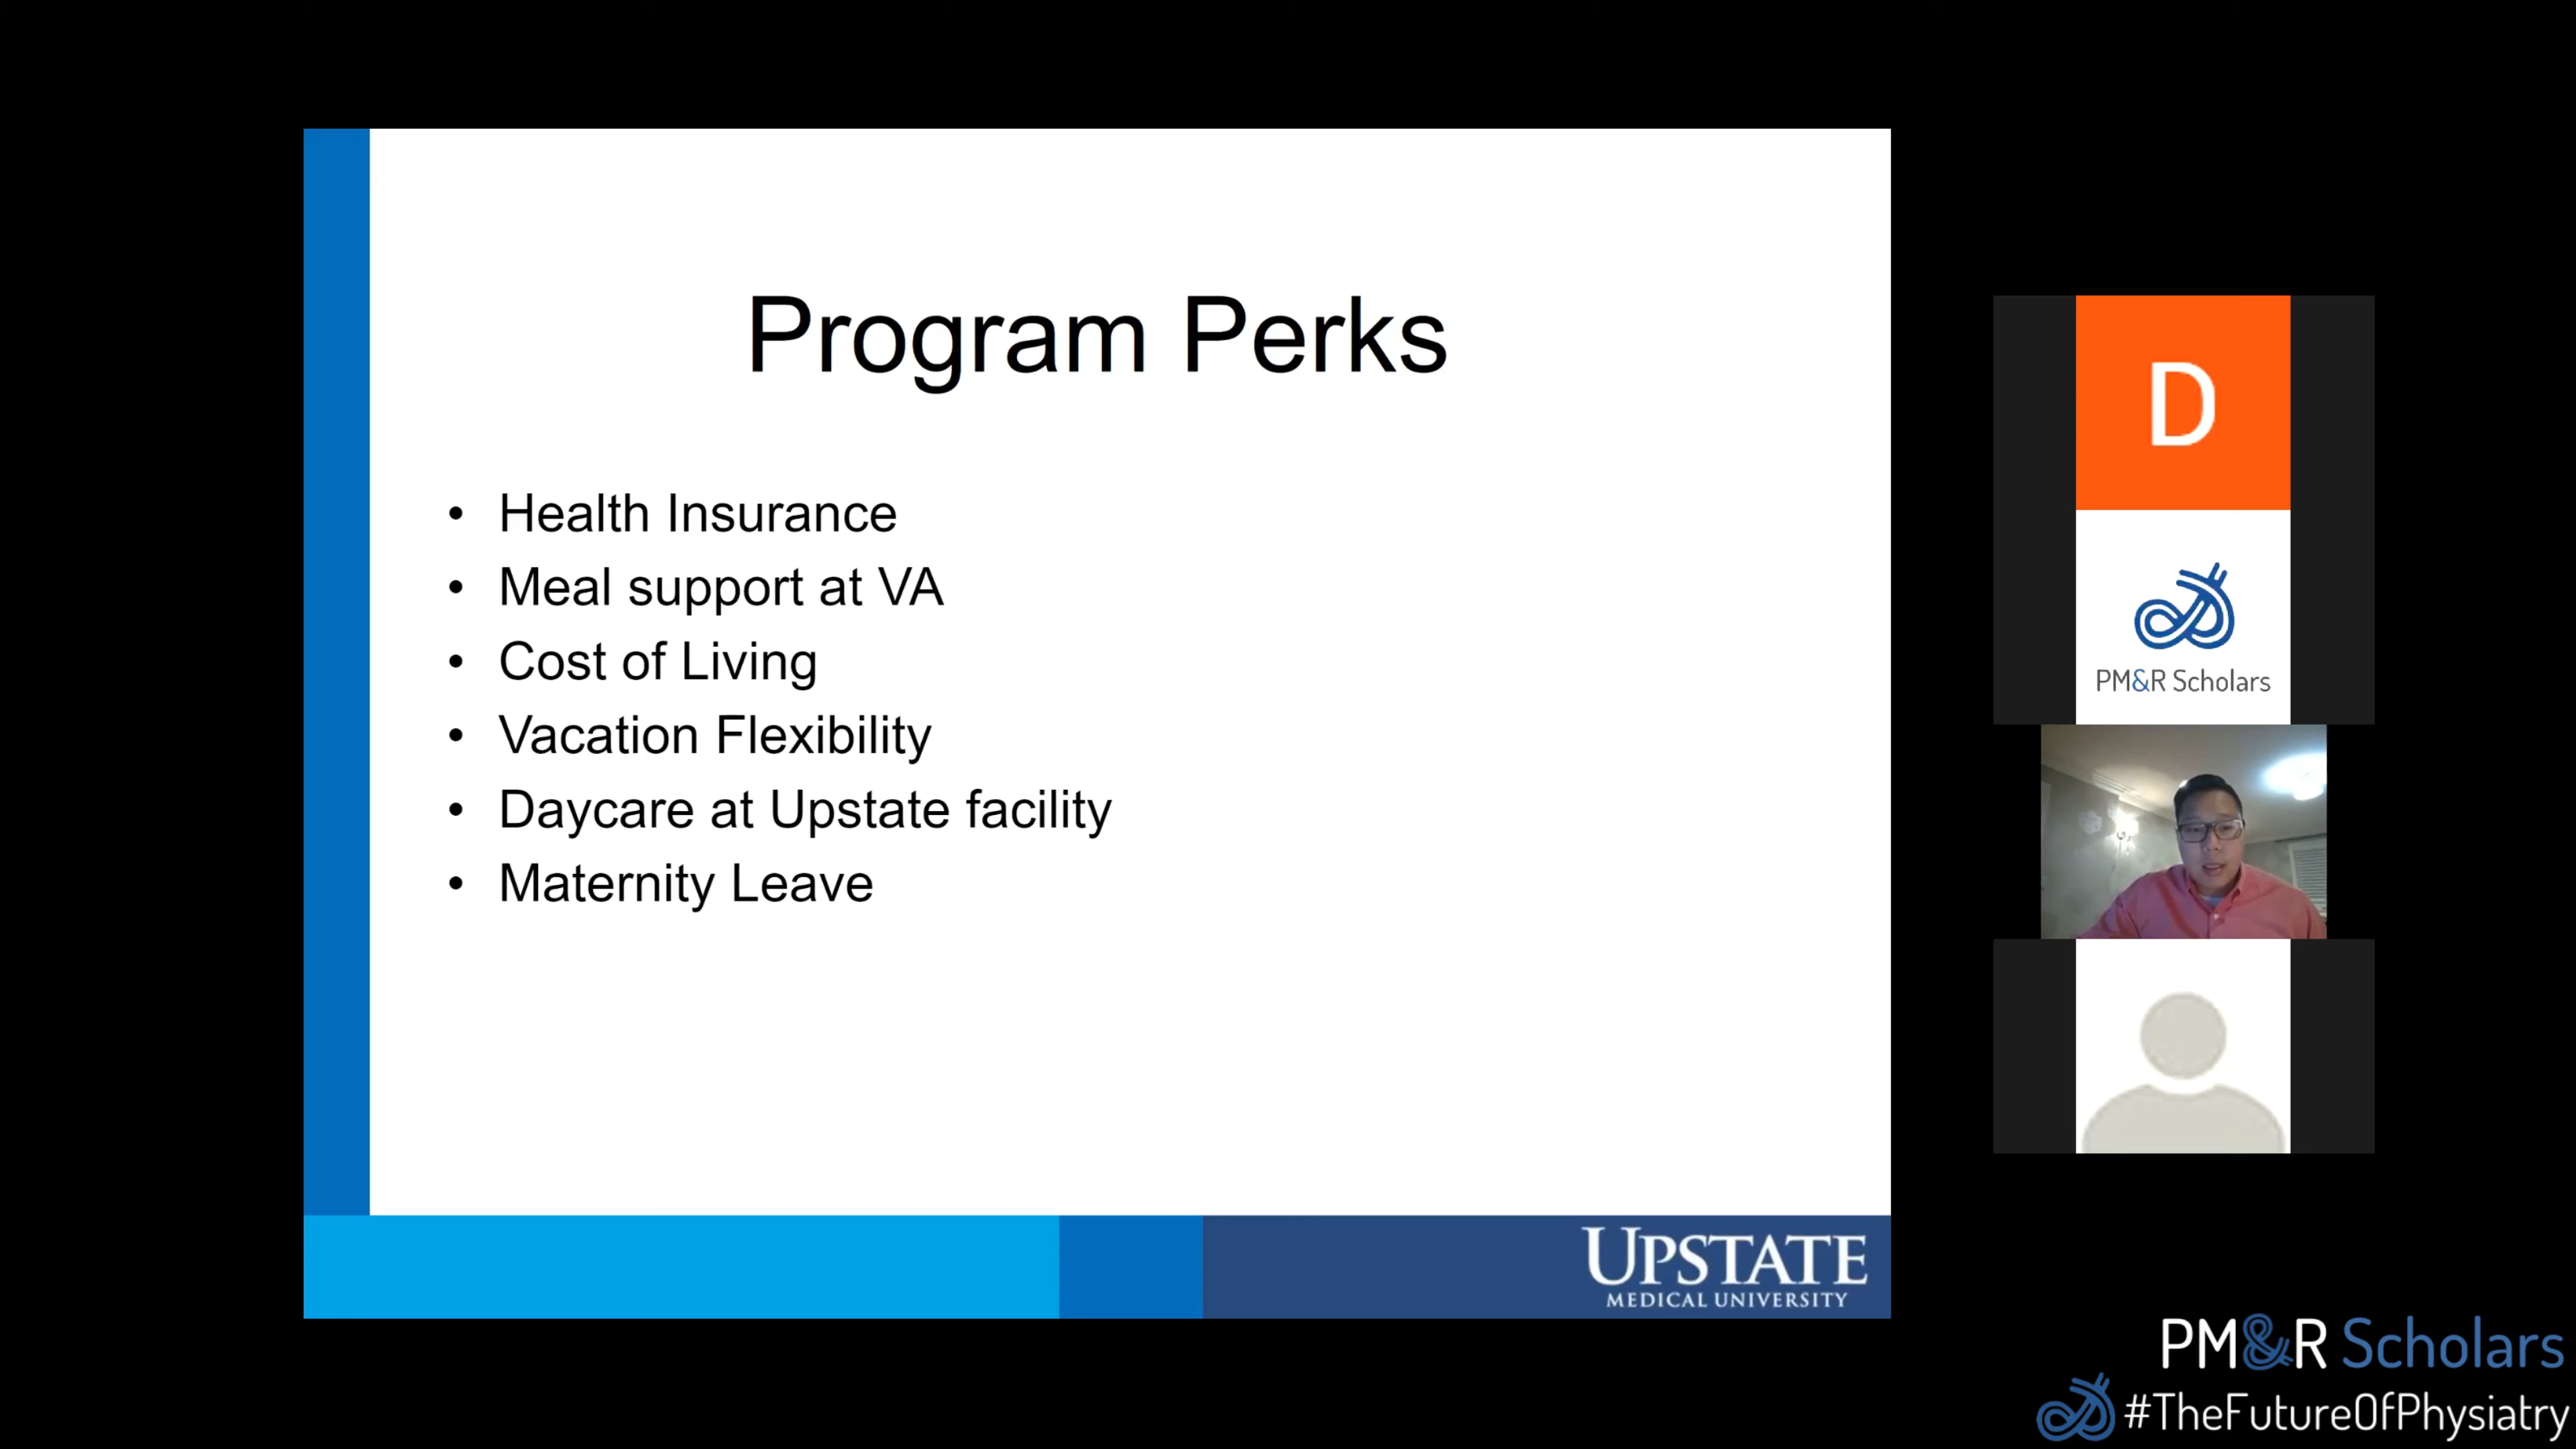 Program Perks
• Health Insurance
• Meal support at VA
• Cost of Living
• Vacation Flexibility
• Daycare at Upstate facility
• Maternity Leave
UPSTATE
MEDICAL UNIVERSITY
D
PM&R Scholars
PM&R Scholars
#TheFutureOfPhysiatry